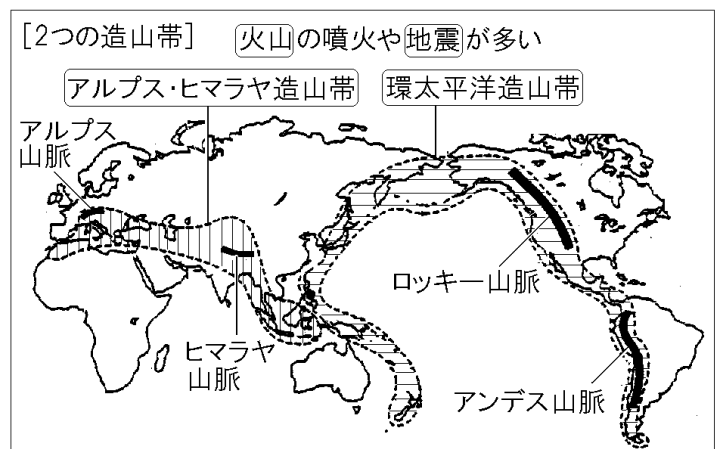 [2つの造山帯] 火山の噴火や地震が多い
アルプス・ヒマラヤ造山帯 環太平洋造山帯
アルプス
山脈
ロッキー山脈
ヒマラヤ
山脈
アンデス山脈